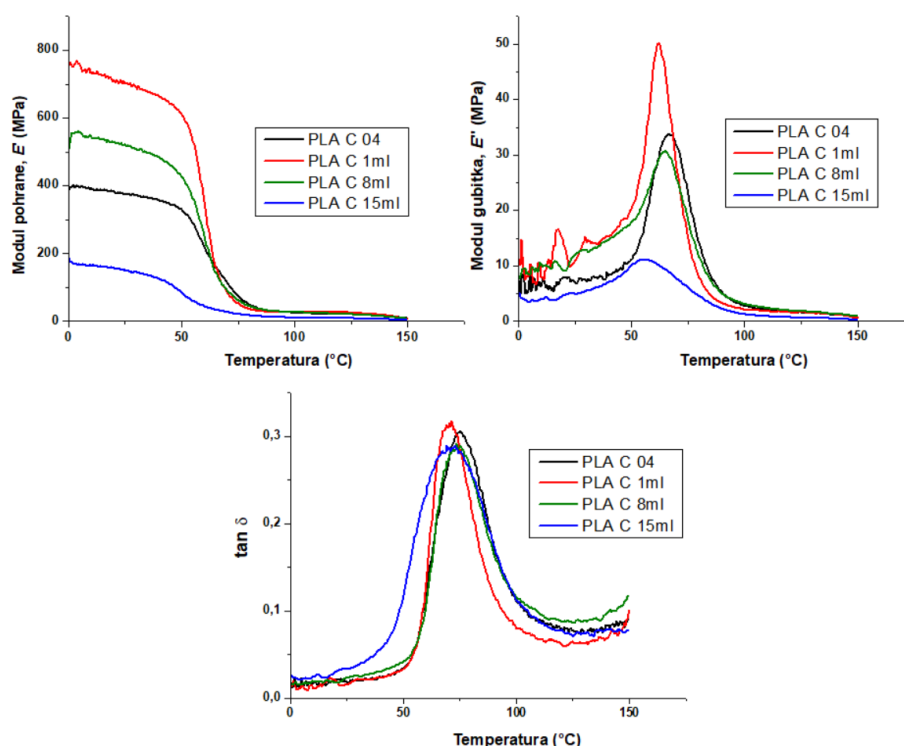 Modul pohrane, E' (MPa)
800
600
400
200
0
0
50
100
150
Temperatura (°C)
PLA C 04
PLA C 1ml
PLA C 8ml
PLA C 15ml
Modul gubitka, E'' (MPa)
50
40
30
20
10
0
0
50
100
150
Temperatura (°C)
PLA C 04
PLA C 1ml
PLA C 8ml
PLA C 15ml
tan δ
0,3
0,2
0,1
0,0
0
50
100
150
Temperatura (°C)
PLA C 04
PLA C 1ml
PLA C 8ml
PLA C 15ml